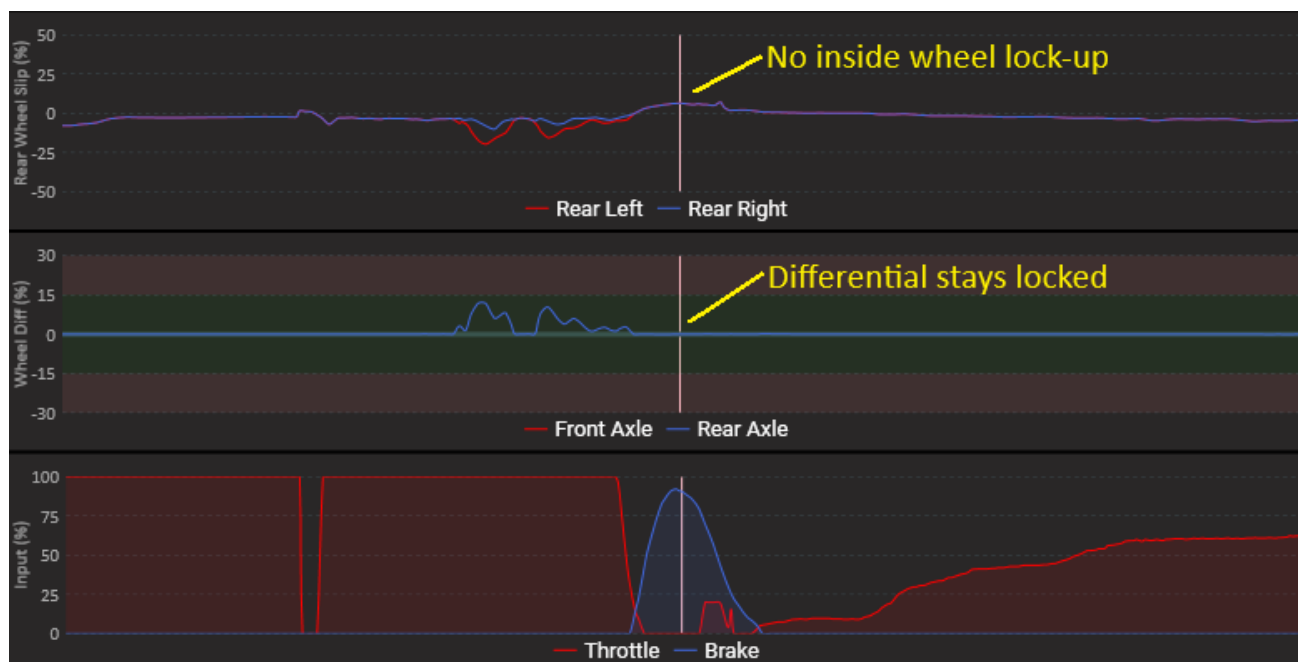 Rear Wheel Slip (%)
50
25
0
-25
-50
No inside wheel lock-up
Rear Left
Rear Right
Wheel Diff (%)
30
15
0
-15
-30
Differential stays locked
Front Axle
Rear Axle
Input (%)
100
75
50
25
0
Throttle
Brake